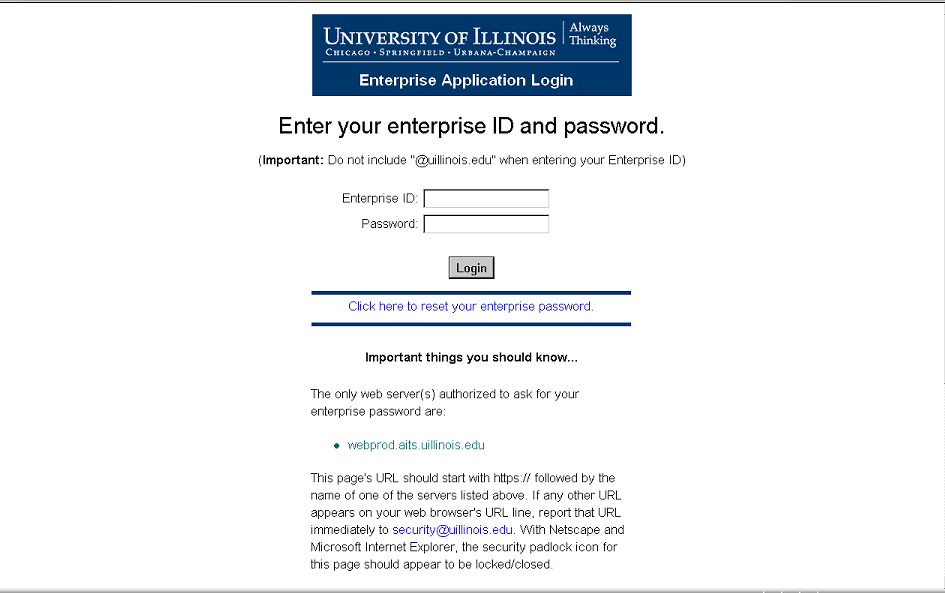 UNIVERSITY OF ILLINOIS
Always
Thinking
CHICAGO • SPRINGFIELD • URBANA-CHAMPAIGN
Enterprise Application Login
Enter your enterprise ID and password.
(Important: Do not include "@uillinois.edu" when entering your Enterprise ID)
Enterprise ID:
Password:
Login
Click here to reset your enterprise password.
Important things you should know...
The only web server(s) authorized to ask for your
enterprise password are:
• webprod.aits.uillinois.edu
This page's URL should start with https:// followed by the
name of one of the servers listed above. If any other URL
appears on your web browser's URL line, report that URL
immediately to security@uillinois.edu. With Netscape and
Microsoft Internet Explorer, the security padlock icon for
this page should appear to be locked/closed.